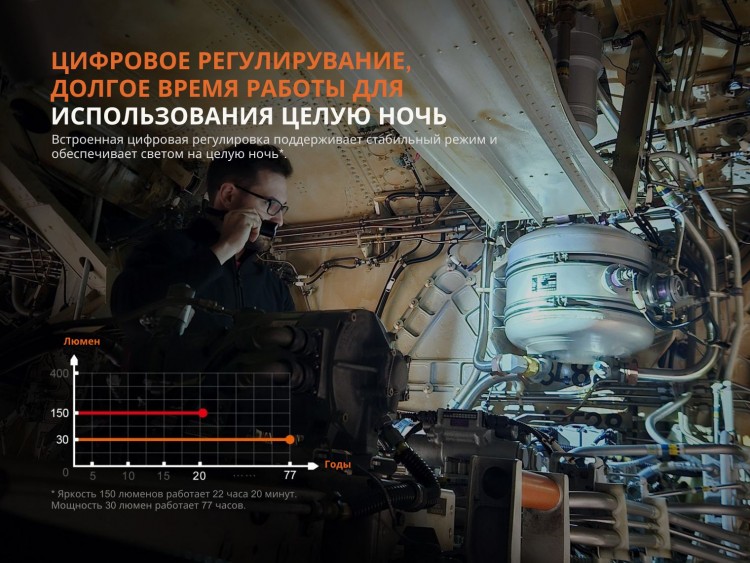 ЦИФРОВОЕ РЕГУЛИРУВАНИЕ,
ДОЛГОЕ ВРЕМЯ РАБОТЫ ДЛЯ
ИСПОЛЬЗОВАНИЯ ЦЕЛУЮ НОЧЬ
Встроенная цифровая регулировка поддерживает стабильный режим и
обеспечивает светом на целую ночь*.
Люмен
400
150
30
0 5 10 15 20 ...... 77 Годы
* Яркость 150 люменов работает 22 часа 20 минут.
Мощность 30 люмен работает 77 часов.